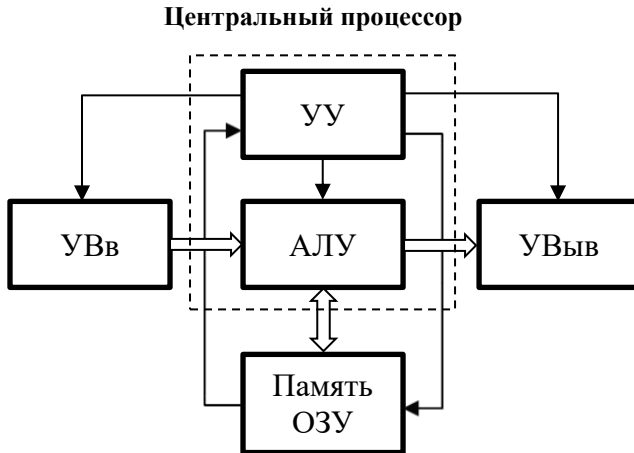 Центральный процессор
УУ
УВв
АЛУ
УВыв
Память
ОЗУ